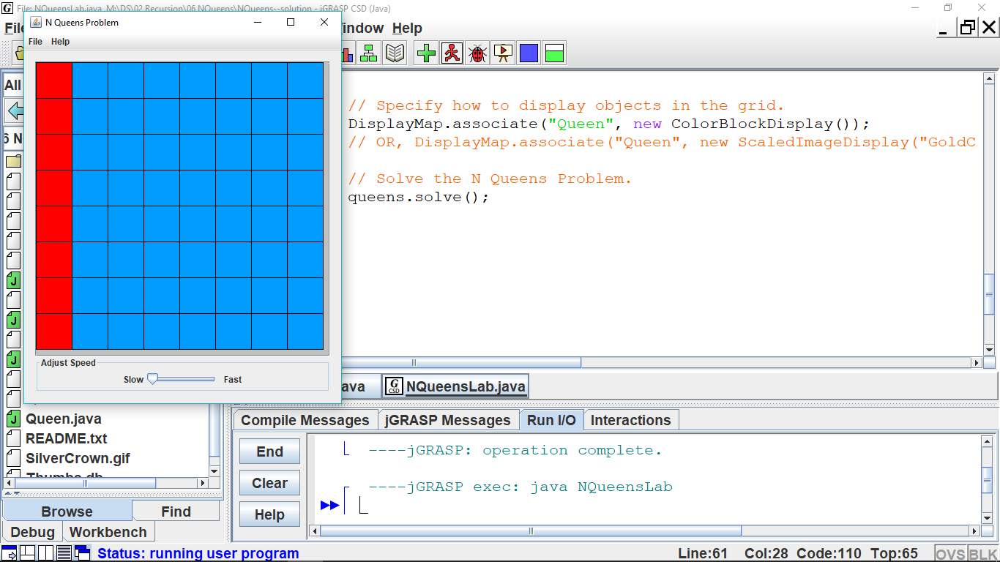 File: NQueensLab.java M:\DS\02 Recursion\06 NQueens\NQueens--solution - jGRASP CSD (Java)
N Queens Problem
File Help
indow Help
All
6 N
// Specify how to display objects in the grid.
DisplayMap.associate("Queen", new ColorBlockDisplay());
// OR, DisplayMap.associate("Queen", new ScaledImageDisplay("GoldC
// Solve the N Queens Problem.
queens.solve();
Adjust Speed
Slow Fast
ava
G CSD NQueensLab.java
Queen.java
README.txt
SilverCrown.gif
Thumbs.db
Compile Messages jGRASP Messages Run I/O Interactions
End
Clear
Help
----jGRASP: operation complete.
----jGRASP exec: java NQueensLab
Browse Find
Debug Workbench
Status: running user program
Line:61 Col:28 Code:110 Top:65 OVS BLK